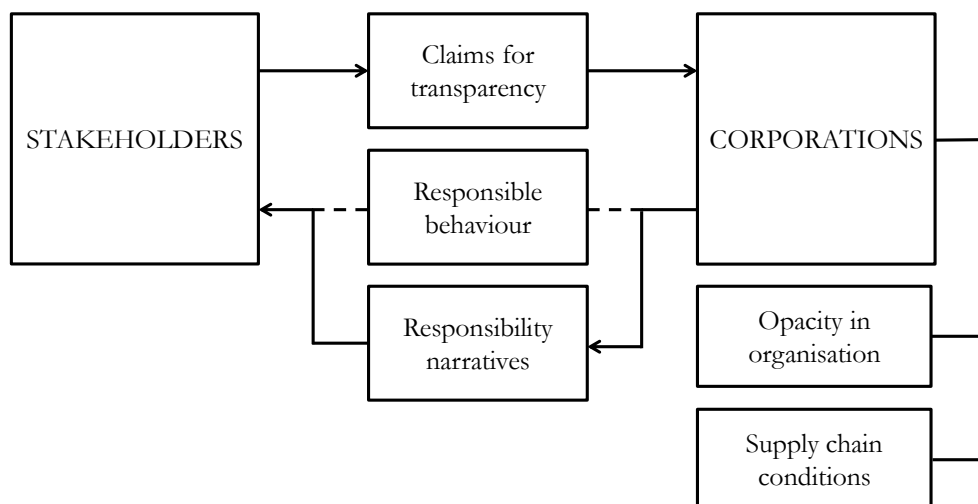 STAKEHOLDERS
Claims for
transparency
CORPORATIONS
Responsible
behaviour
Responsibility
narratives
Opacity in
organisation
Supply chain
conditions